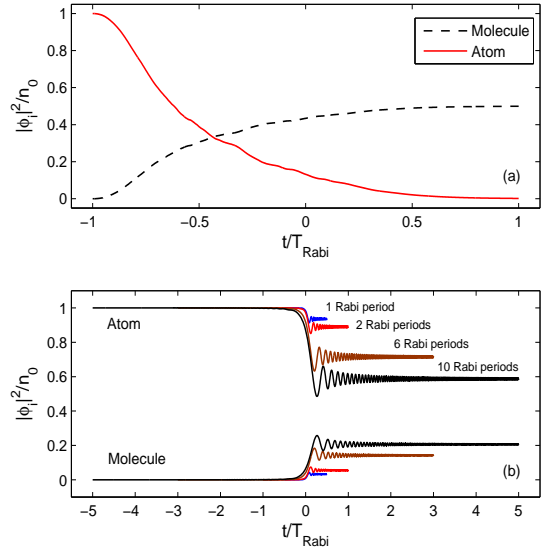 1
0.8
0.6
0.4
0.2
0
|ϕi|²/n0
Molecule
Atom
(a)
-1 -0.5 0 0.5 1
t/TRabi
1
0.8
0.6
0.4
0.2
0
|ϕi|²/n0
Atom
1 Rabi period
2 Rabi periods
6 Rabi periods
10 Rabi periods
Molecule
(b)
−5 −4 −3 −2 −1 0 1 2 3 4 5
t/TRabi